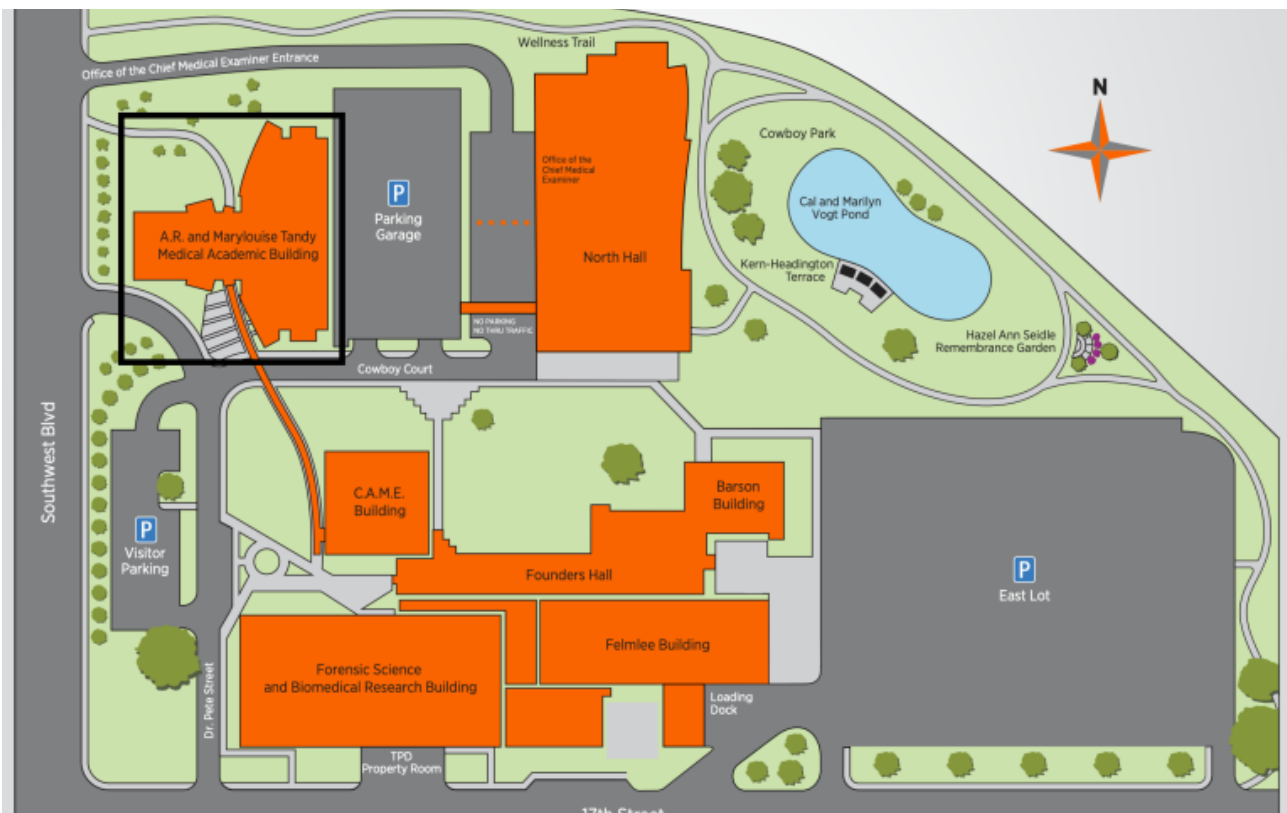 Wellness Trail
Office of the Chief Medical Examiner Entrance
N
Cowboy Park
Office of the
Chief Medical
Examiner
P
Parking
Garage
Cal and Marilyn
Vogt Pond
A.R. and Marylouise Tandy
Medical Academic Building
North Hall
Kern-Headington
Terrace
NO PARKING
NO THRU TRAFFIC
Hazel Ann Seidle
Remembrance Garden
Cowboy Court
Southwest Blvd
C.A.M.E.
Building
Barson
Building
P
Visitor
Parking
Founders Hall
P
East Lot
Felmlee Building
Forensic Science
and Biomedical Research Building
Dr. Pete Street
Loading
Dock
TPD
Property Room
17th Street